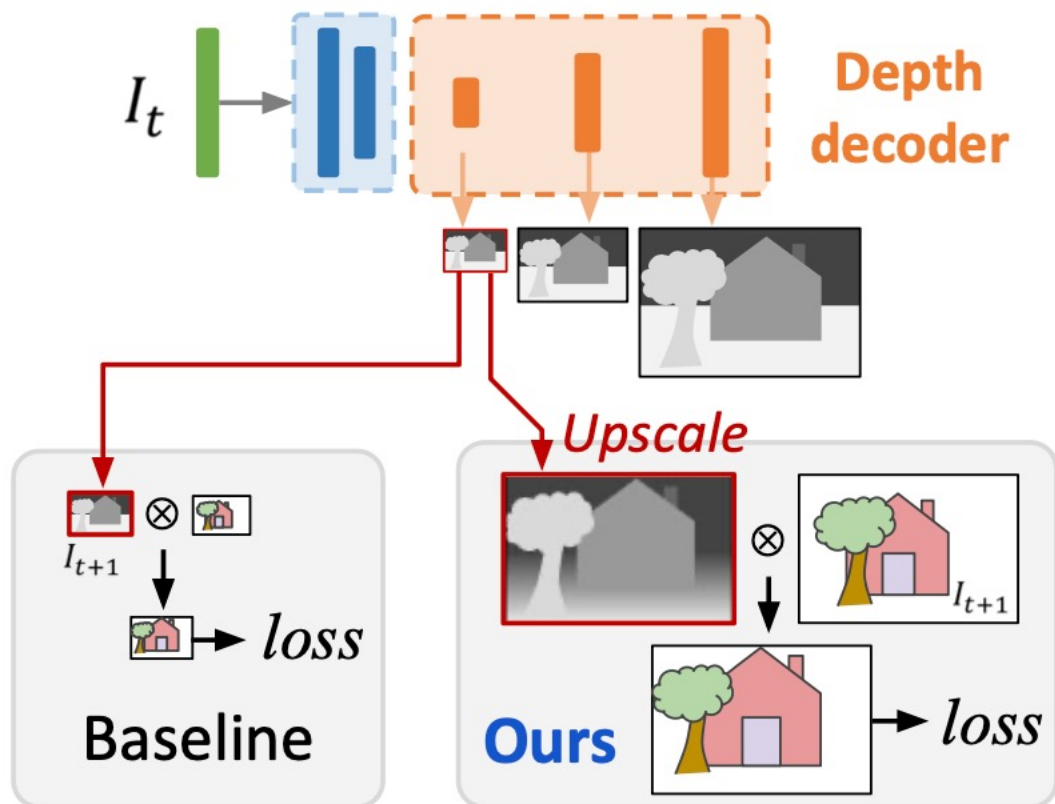 I_t
Depth
decoder
Upscale
I_{t+1}
loss
Baseline
I_{t+1}
loss
Ours